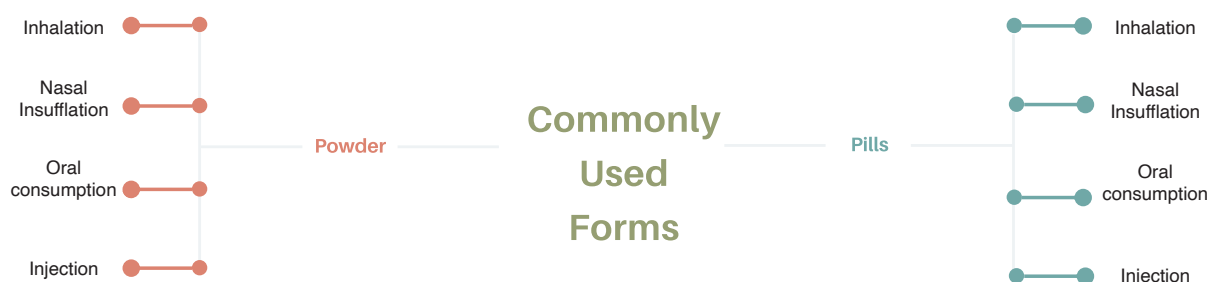 Inhalation
Nasal
Insufflation
Oral
consumption
Injection
Powder
Commonly
Used
Forms
Pills
Inhalation
Nasal
Insufflation
Oral
consumption
Injection